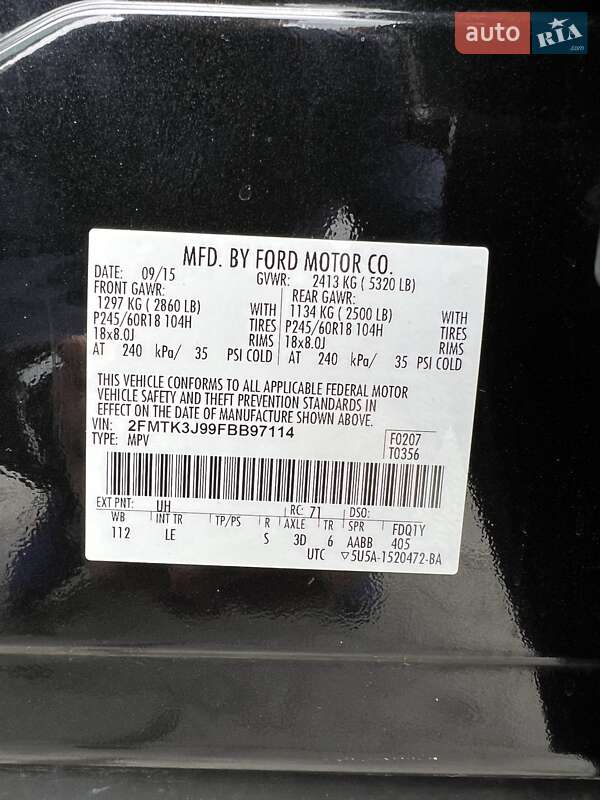 auto RIA .com
MFD. BY FORD MOTOR CO.
DATE: 09/15 GVWR: 2413 KG ( 5320 LB)
FRONT GAWR: REAR GAWR:
1297 KG ( 2860 LB) WITH 1134 KG ( 2500 LB) WITH
P245/60R18 104H TIRES P245/60R18 104H TIRES
18x8.0J RIMS 18x8.0J RIMS
AT 240 kPa/ 35 PSI COLD AT 240 kPa/ 35 PSI COLD
THIS VEHICLE CONFORMS TO ALL APPLICABLE FEDERAL MOTOR
VEHICLE SAFETY AND THEFT PREVENTION STANDARDS IN
EFFECT ON THE DATE OF MANUFACTURE SHOWN ABOVE.
VIN: 2FMTK3J99FBB97114 F0207
TYPE: MPV T0356
EXT PNT: UH RC: 71 DSO:
WB INT TR TP/PS R AXLE TR SPR FDQ1Y
112 LE S 3D 6 AABB 405
UTC ▽5U5A-1520472-BA